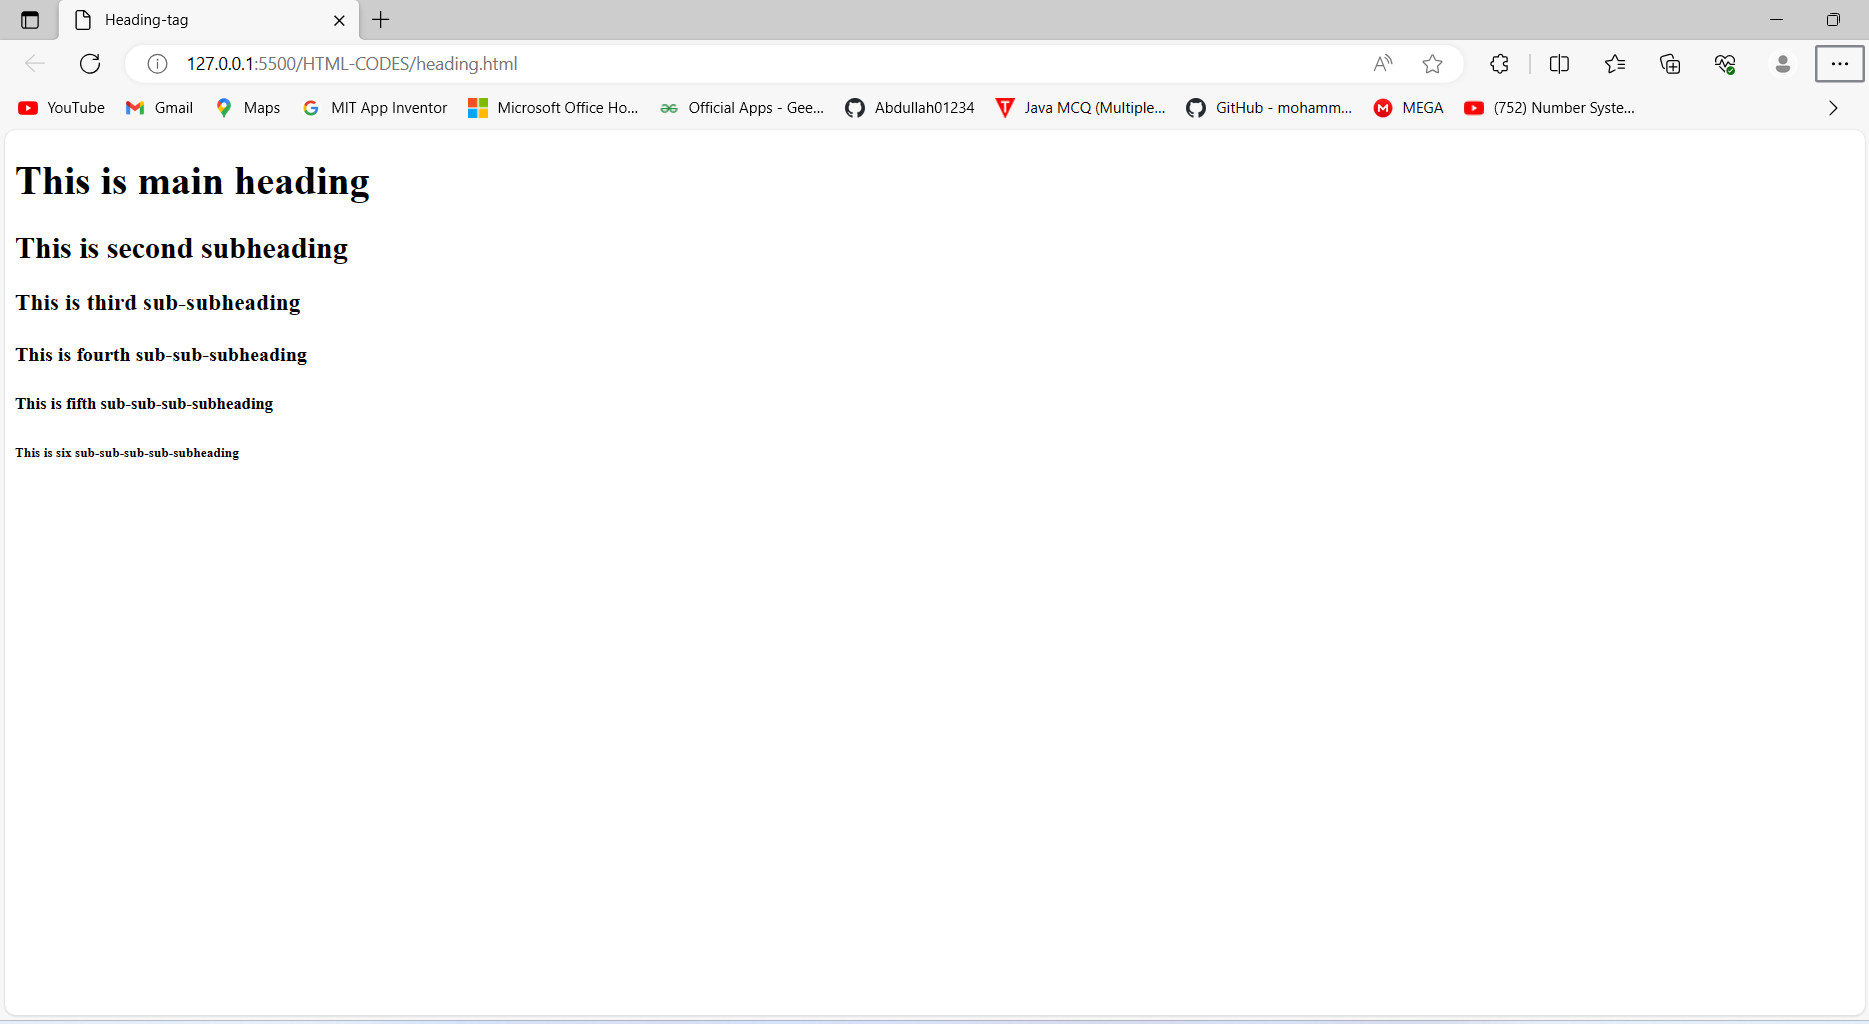 Heading-tag
127.0.0.1:5500/HTML-CODES/heading.html
YouTube Gmail Maps MIT App Inventor Microsoft Office Ho... Official Apps - Gee... Abdullah01234 Java MCQ (Multiple... GitHub - mohamm... MEGA (752) Number Syste...
This is main heading
This is second subheading
This is third sub-subheading
This is fourth sub-sub-subheading
This is fifth sub-sub-sub-subheading
This is six sub-sub-sub-sub-subheading